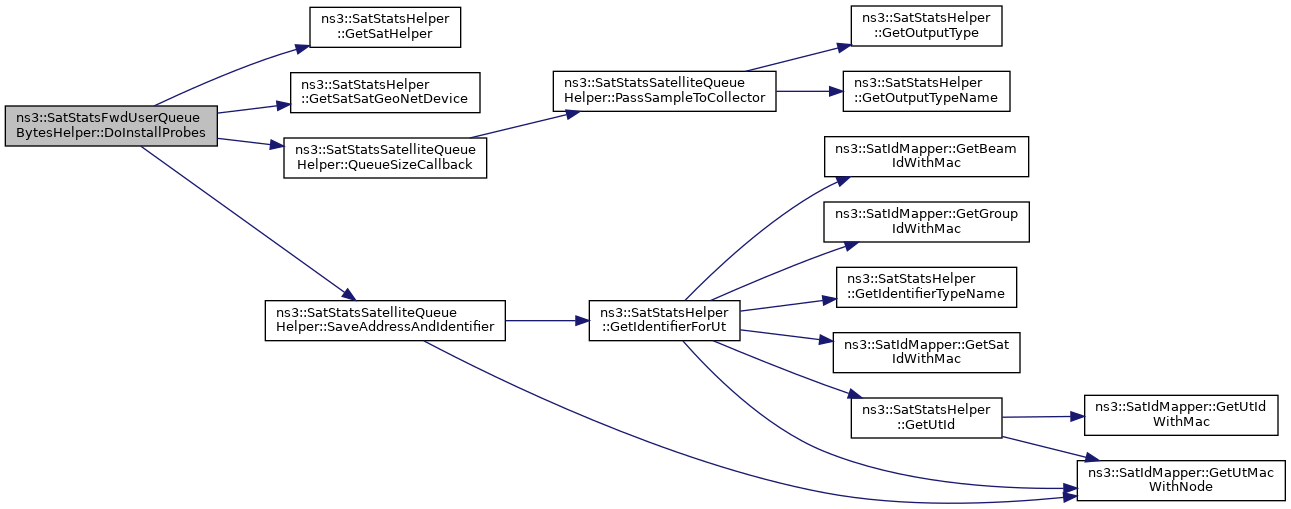 ns3::SatStatsFwdUserQueue
BytesHelper::DoInstallProbes
ns3::SatStatsHelper
::GetSatHelper
ns3::SatStatsHelper
::GetSatSatGeoNetDevice
ns3::SatStatsSatelliteQueue
Helper::QueueSizeCallback
ns3::SatStatsSatelliteQueue
Helper::PassSampleToCollector
ns3::SatStatsHelper
::GetOutputType
ns3::SatStatsHelper
::GetOutputTypeName
ns3::SatStatsSatelliteQueue
Helper::SaveAddressAndIdentifier
ns3::SatStatsHelper
::GetIdentifierForUt
ns3::SatIdMapper::GetBeam
IdWithMac
ns3::SatIdMapper::GetGroup
IdWithMac
ns3::SatStatsHelper
::GetIdentifierTypeName
ns3::SatIdMapper::GetSat
IdWithMac
ns3::SatStatsHelper
::GetUtId
ns3::SatIdMapper::GetUtId
WithMac
ns3::SatIdMapper::GetUtMac
WithNode